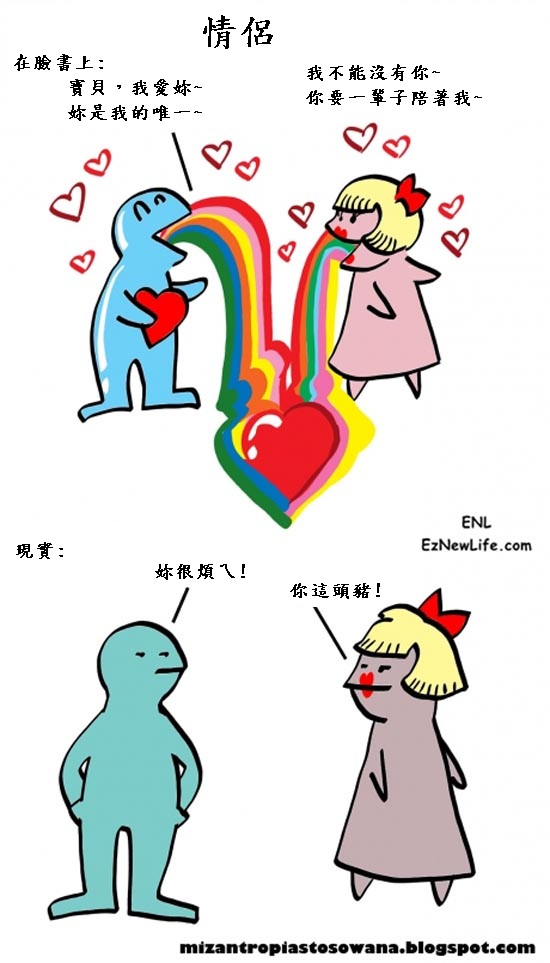 情侶
在臉書上:
寶貝，我愛妳~
妳是我的唯一~
我不能沒有你~
你要一輩子陪著我~
ENL
EzNewLife.com
現實:
妳很煩ㄟ!
你這頭豬!
mizantropiastosowana.blogspot.com